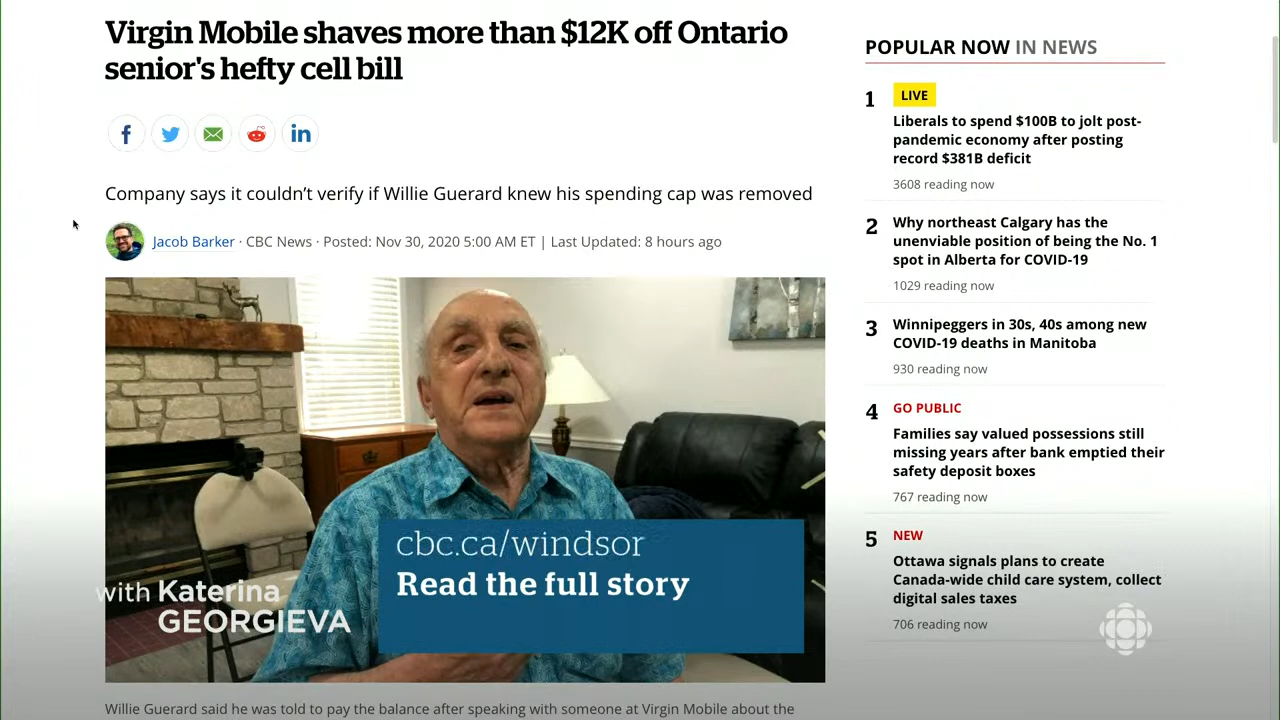 Virgin Mobile shaves more than $12K off Ontario
senior's hefty cell bill
Company says it couldn't verify if Willie Guerard knew his spending cap was removed
Jacob Barker · CBC News · Posted: Nov 30, 2020 5:00 AM ET | Last Updated: 8 hours ago
cbc.ca/windsor
Read the full story
with Katerina
GEORGIEVA
Willie Guerard said he was told to pay the balance after speaking with someone at Virgin Mobile about the
POPULAR NOW IN NEWS
1
LIVE
Liberals to spend $100B to jolt post-
pandemic economy after posting
record $381B deficit
3608 reading now
2
Why northeast Calgary has the
unenviable position of being the No. 1
spot in Alberta for COVID-19
1029 reading now
3
Winnipeggers in 30s, 40s among new
COVID-19 deaths in Manitoba
930 reading now
4
GO PUBLIC
Families say valued possessions still
missing years after bank emptied their
safety deposit boxes
767 reading now
5
NEW
Ottawa signals plans to create
Canada-wide child care system, collect
digital sales taxes
706 reading now